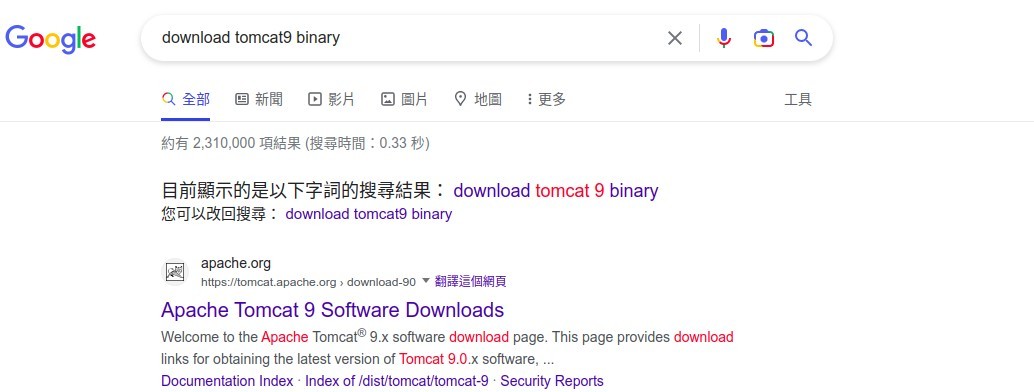 Google
download tomcat9 binary
全部 新聞 影片 圖片 地圖 更多 工具
約有 2,310,000 項結果 (搜尋時間：0.33 秒)
目前顯示的是以下字詞的搜尋結果： download tomcat 9 binary
您可以改回搜尋： download tomcat9 binary
apache.org
https://tomcat.apache.org › download-90 翻譯這個網頁
Apache Tomcat 9 Software Downloads
Welcome to the Apache Tomcat® 9.x software download page. This page provides download
links for obtaining the latest version of Tomcat 9.0.x software, ...
Documentation Index · Index of /dist/tomcat/tomcat-9 · Security Reports